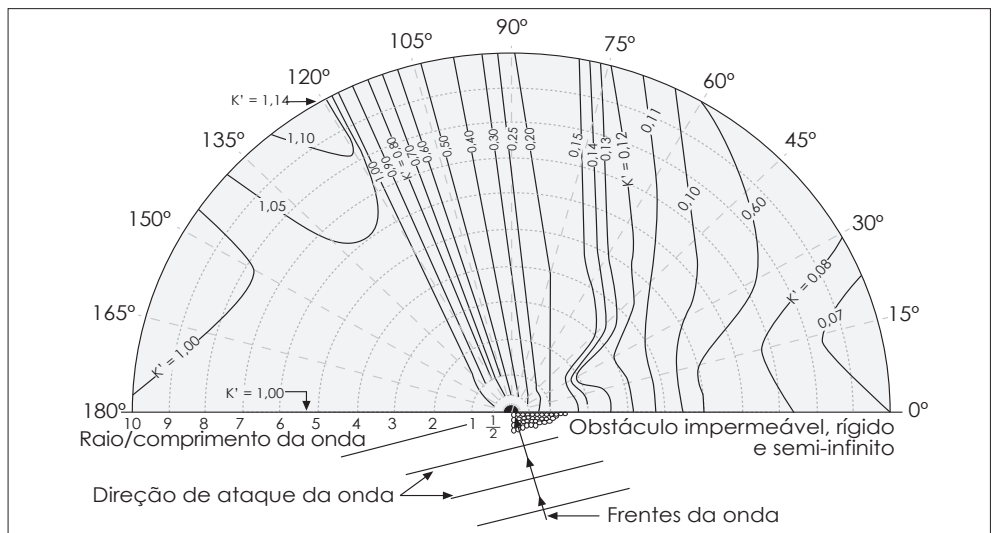 90º
105º
75º
120º
60º
K' = 1,14
135º
45º
1,10
1,00
0,90
K' = 0,80
0,70
0,60
0,50
0,40
0,30
0,25
0,20
0,15
0,14
0,13
K' = 0,12
0,11
0,10
0,60
1,05
150º
30º
K' = 0,08
0,07
165º
15º
K' = 1,00
K' = 1,00
180º
0º
10 9 8 7 6 5 4 3 2 1 1/2
Raio/comprimento da onda
Obstáculo impermeável, rígido
e semi-infinito
Direção de ataque da onda
Frentes da onda